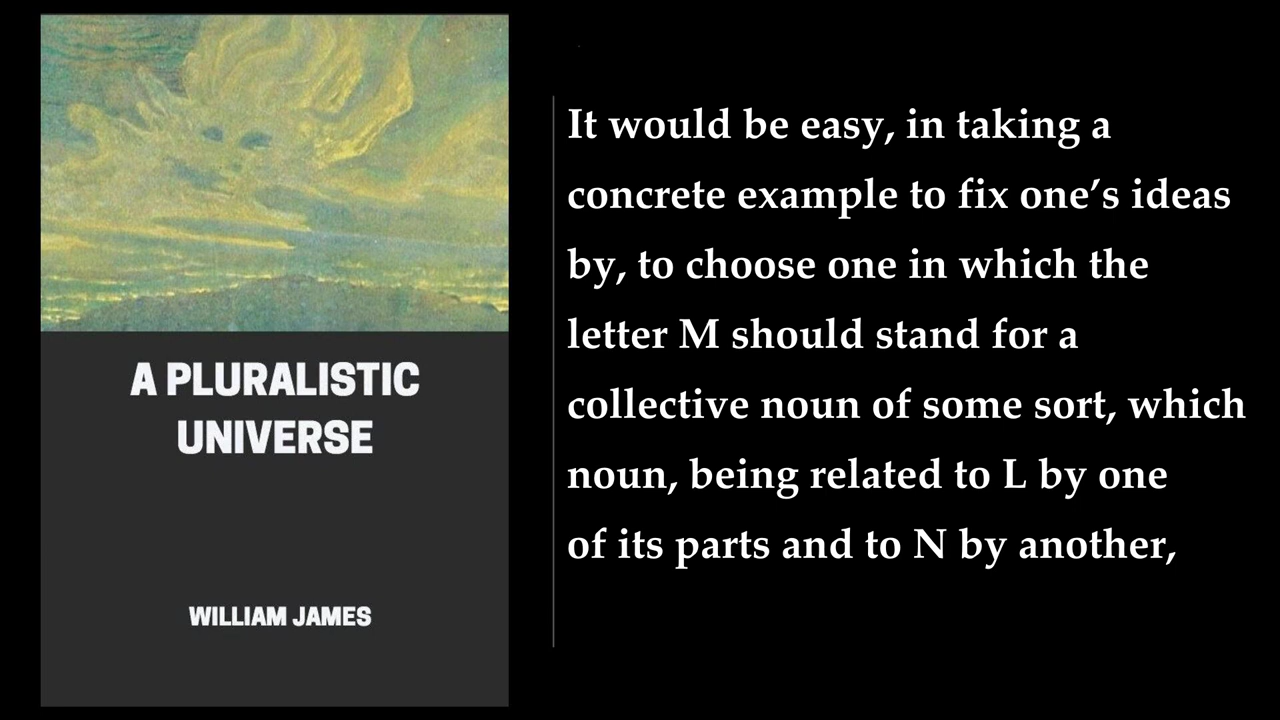 A PLURALISTIC
UNIVERSE
WILLIAM JAMES
It would be easy, in taking a
concrete example to fix one’s ideas
by, to choose one in which the
letter M should stand for a
collective noun of some sort, which
noun, being related to L by one
of its parts and to N by another,